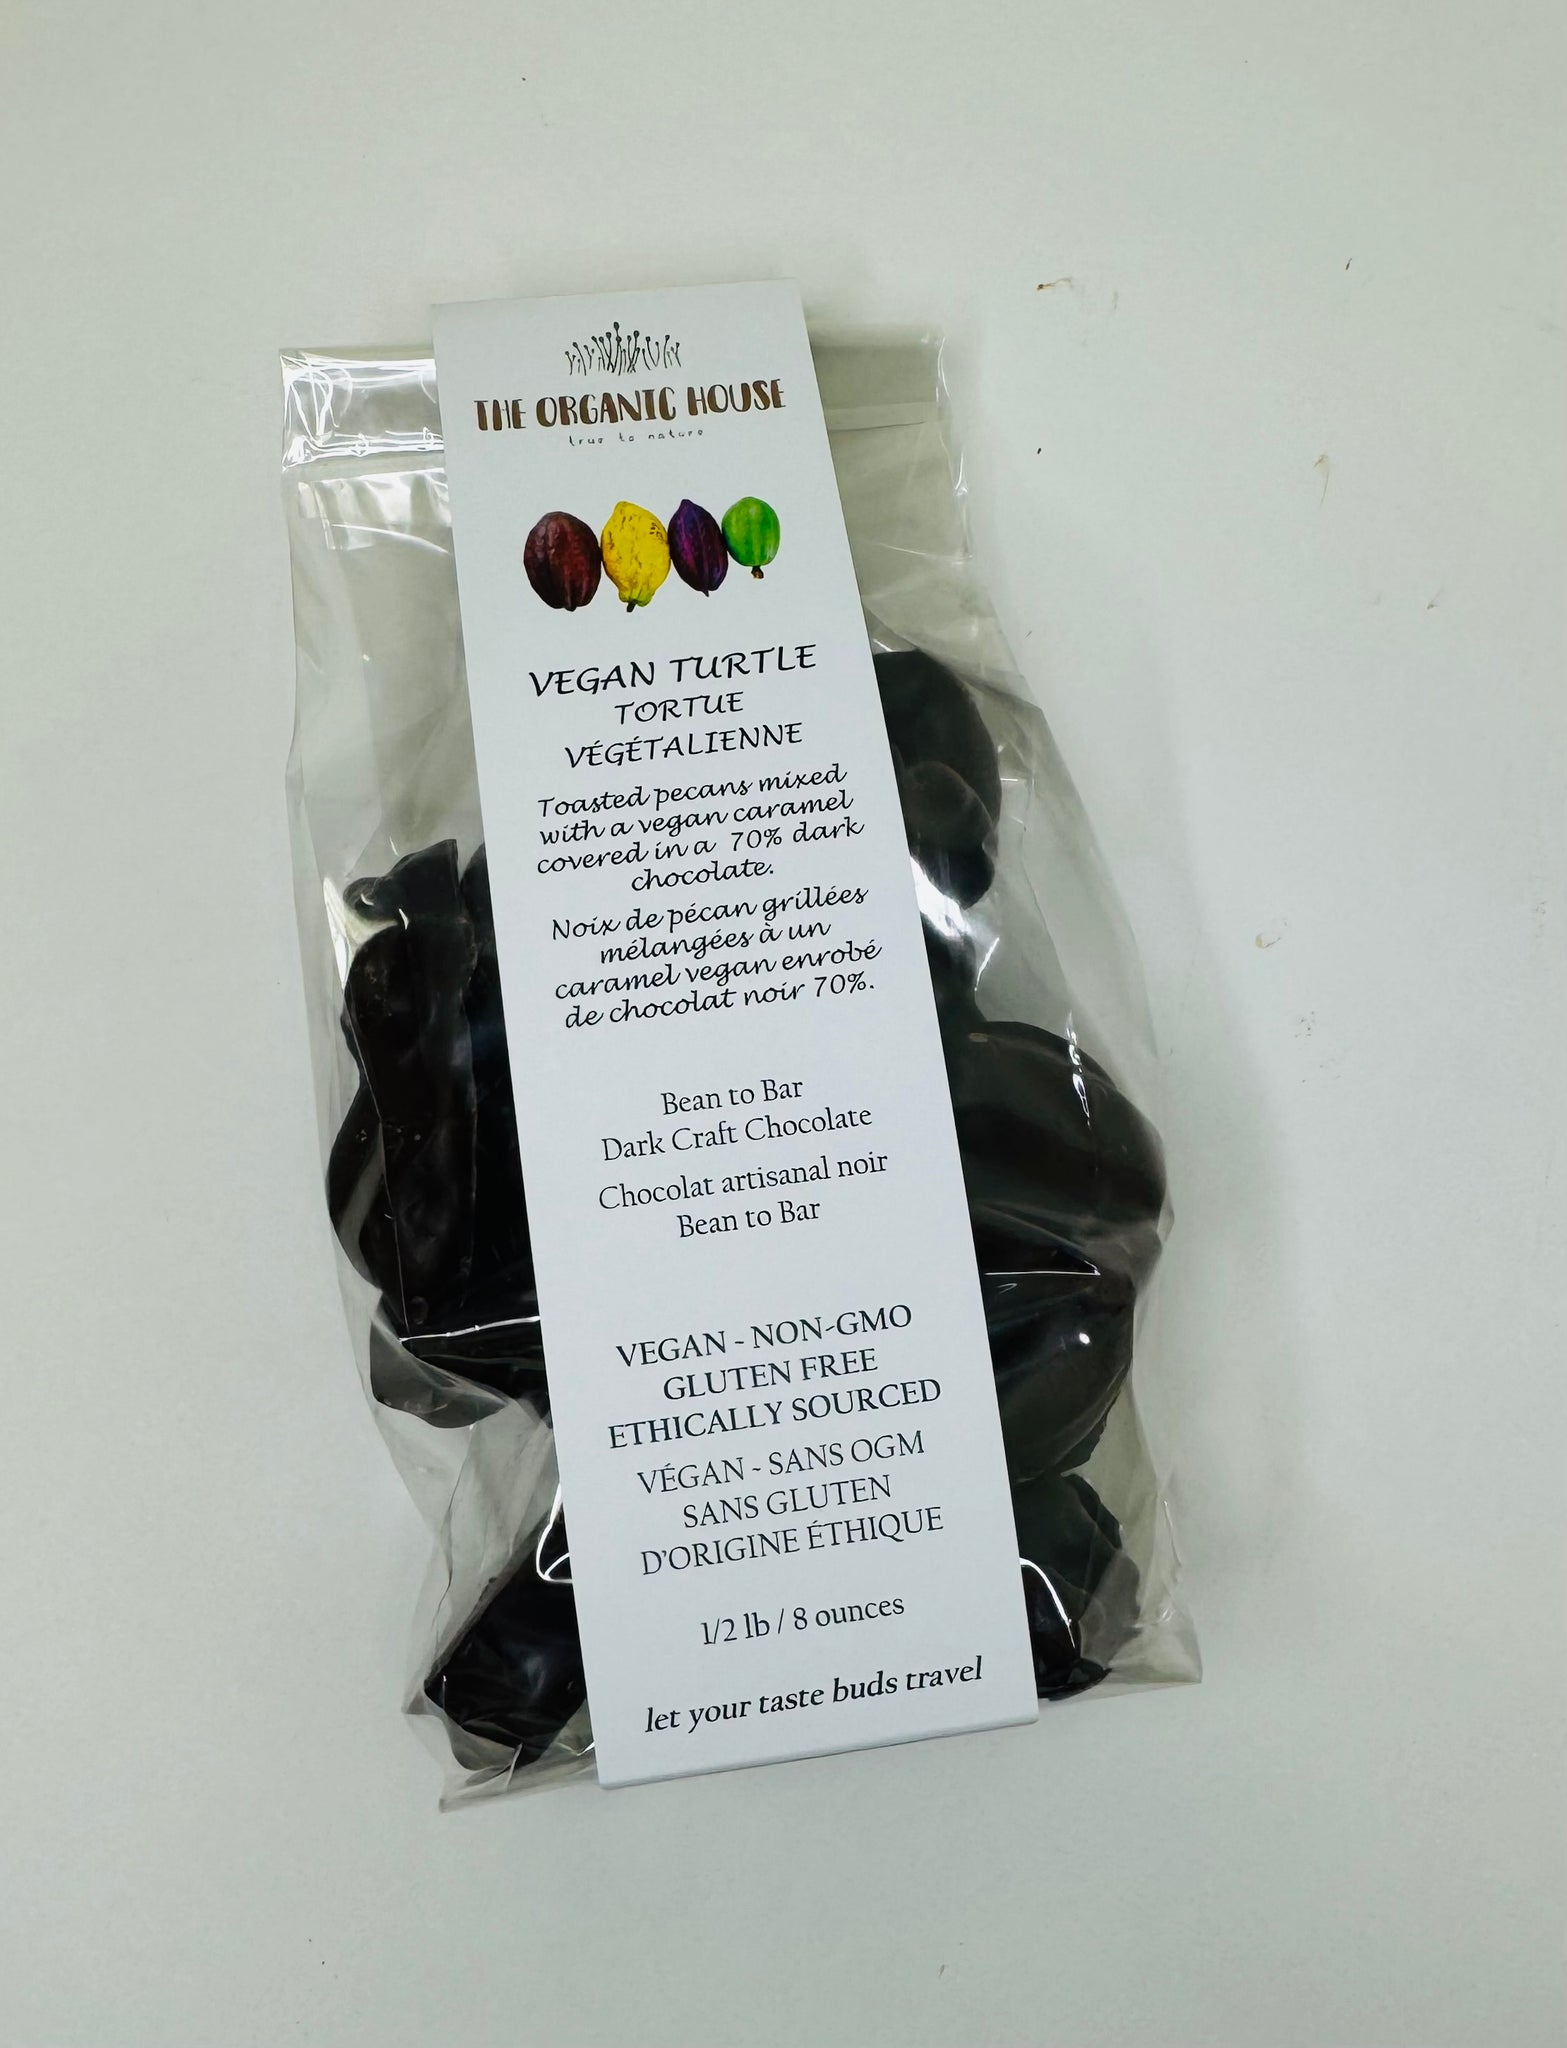 THE ORGANIC HOUSE
true to nature
VEGAN TURTLE
TORTUE
VÉGÉTALIENNE
Toasted pecans mixed
with a vegan caramel
covered in a 70% dark
chocolate.
Noix de pécan grillées
mélangées à un
caramel vegan enrobé
de chocolat noir 70%.
Bean to Bar
Dark Craft Chocolate
Chocolat artisanal noir
Bean to Bar
VEGAN - NON-GMO
GLUTEN FREE
ETHICALLY SOURCED
VÉGAN - SANS OGM
SANS GLUTEN
D'ORIGINE ÉTHIQUE
1/2 lb / 8 ounces
let your taste buds travel